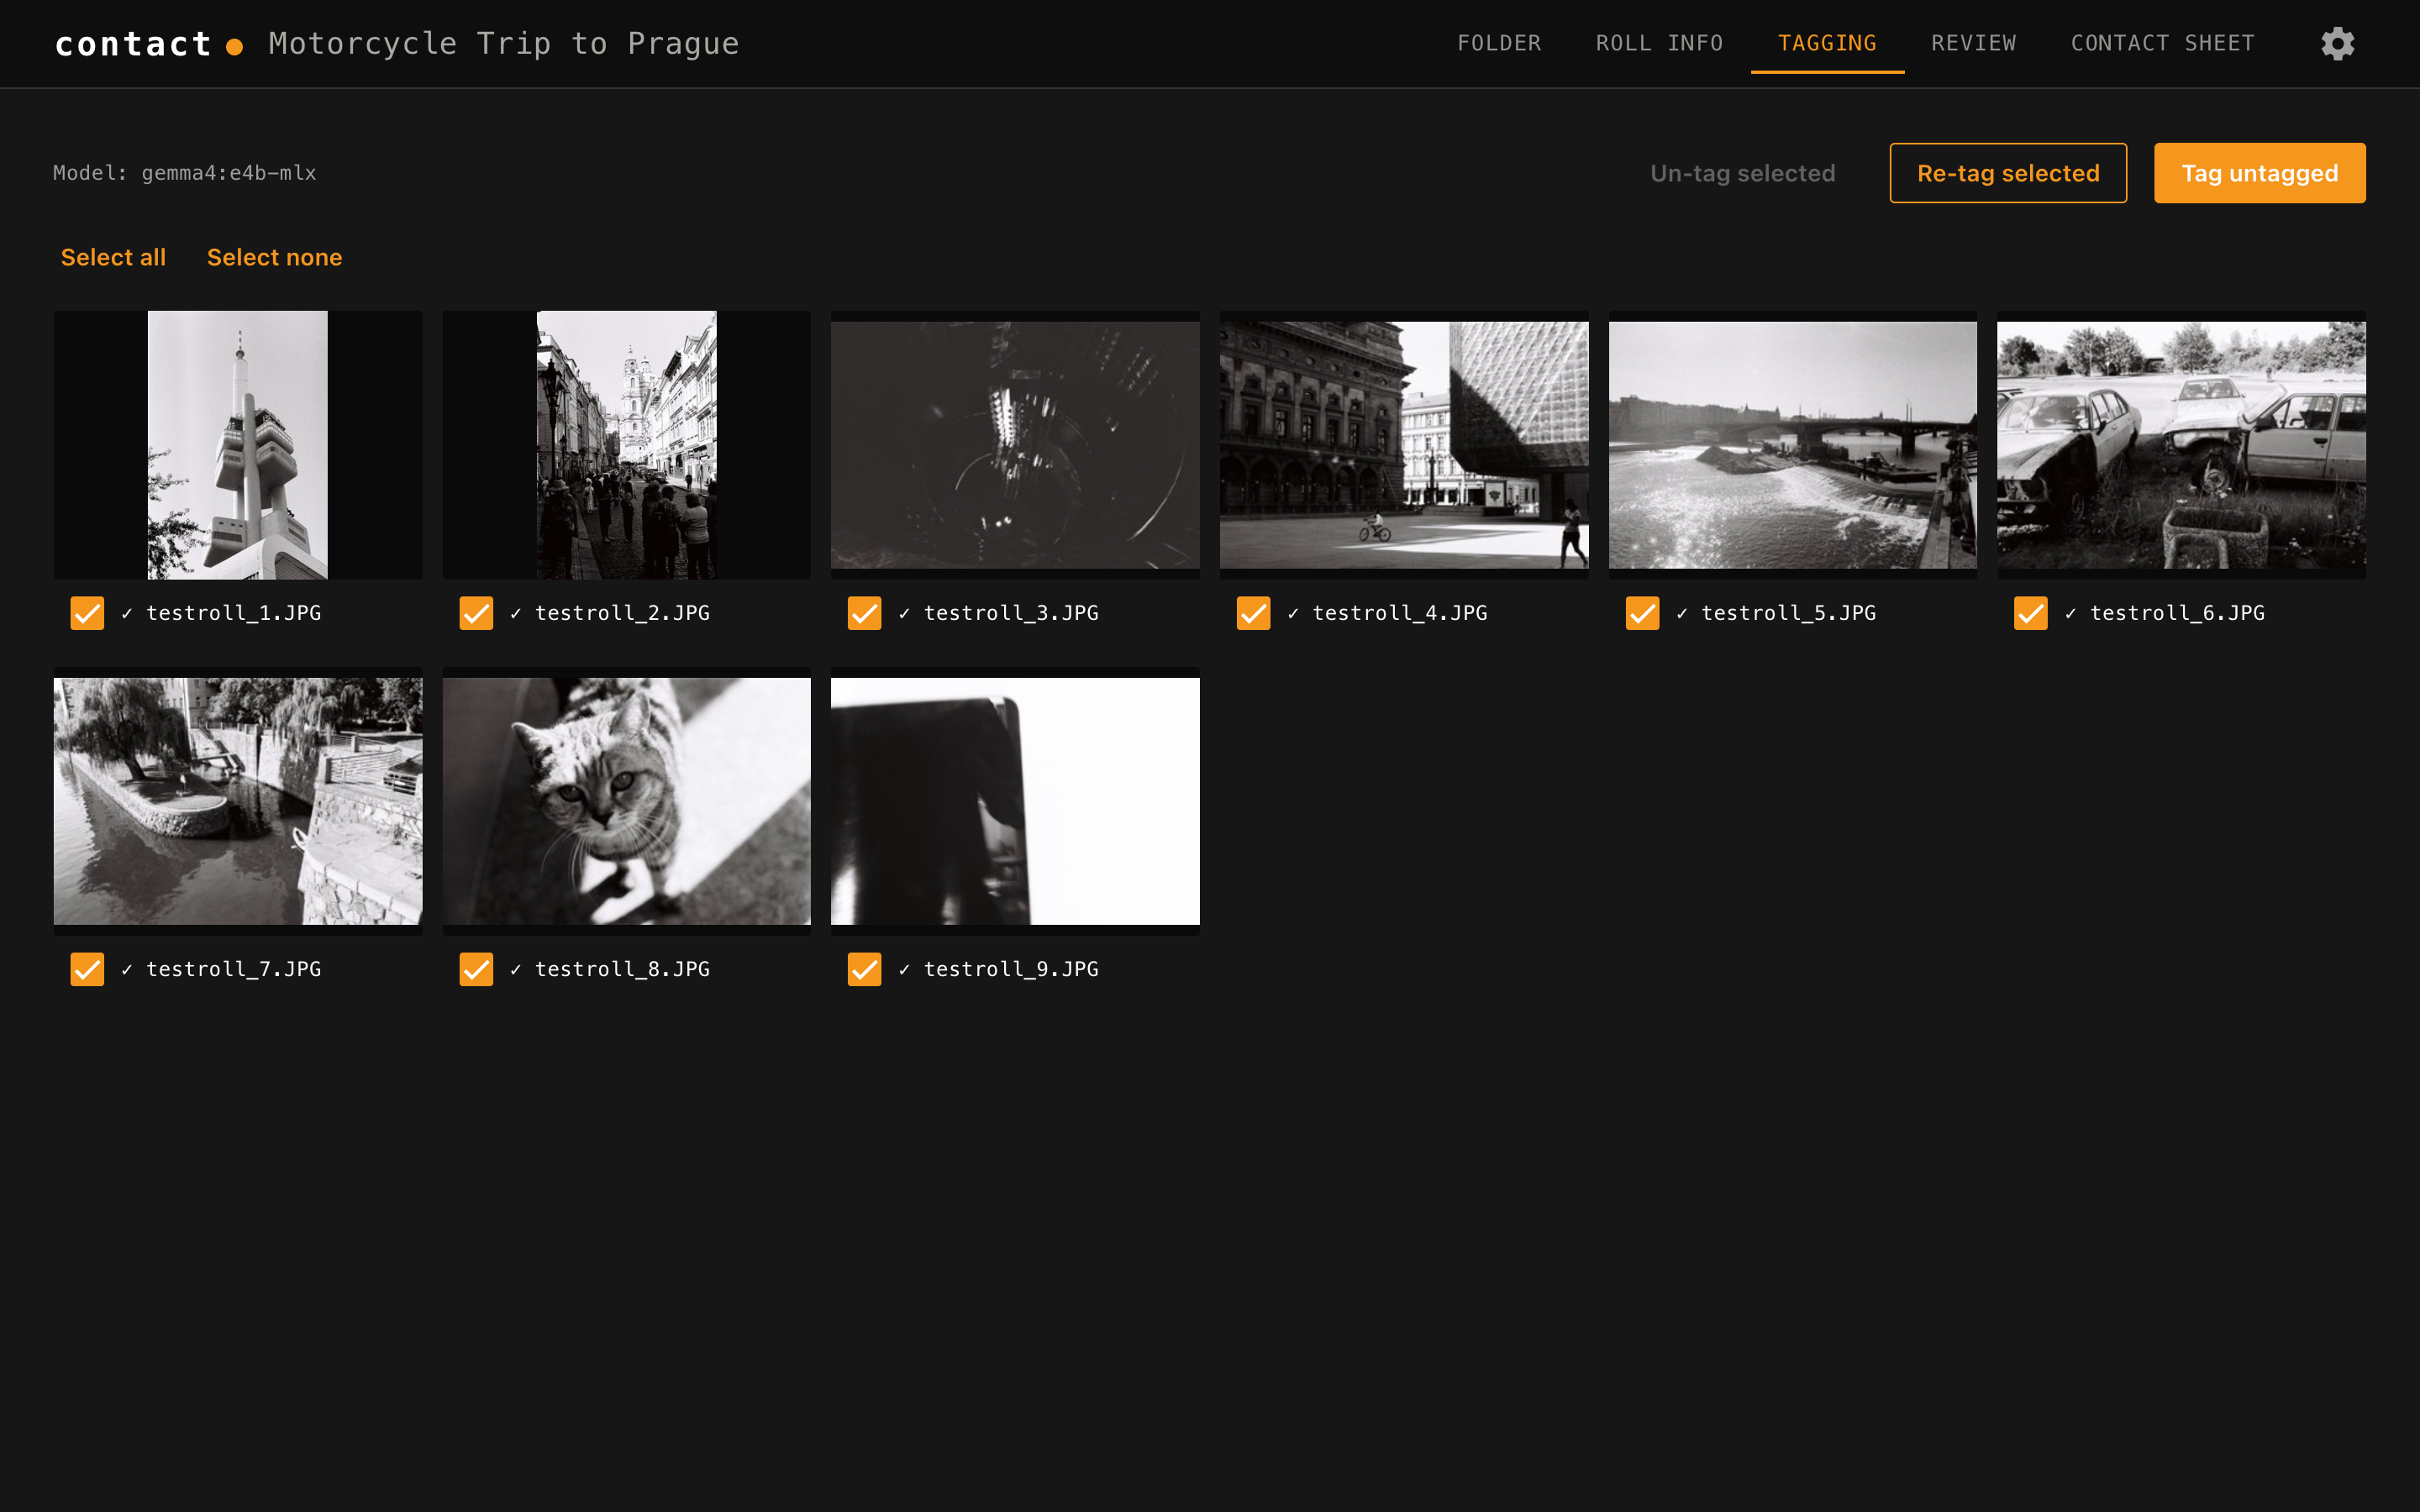 contact Motorcycle Trip to Prague FOLDER ROLL INFO TAGGING REVIEW CONTACT SHEET
Model: gemma4:e4b-mlx Un-tag selected Re-tag selected Tag untagged
Select all Select none
✓ testroll_1.JPG ✓ testroll_2.JPG ✓ testroll_3.JPG ✓ testroll_4.JPG ✓ testroll_5.JPG ✓ testroll_6.JPG
✓ testroll_7.JPG ✓ testroll_8.JPG ✓ testroll_9.JPG